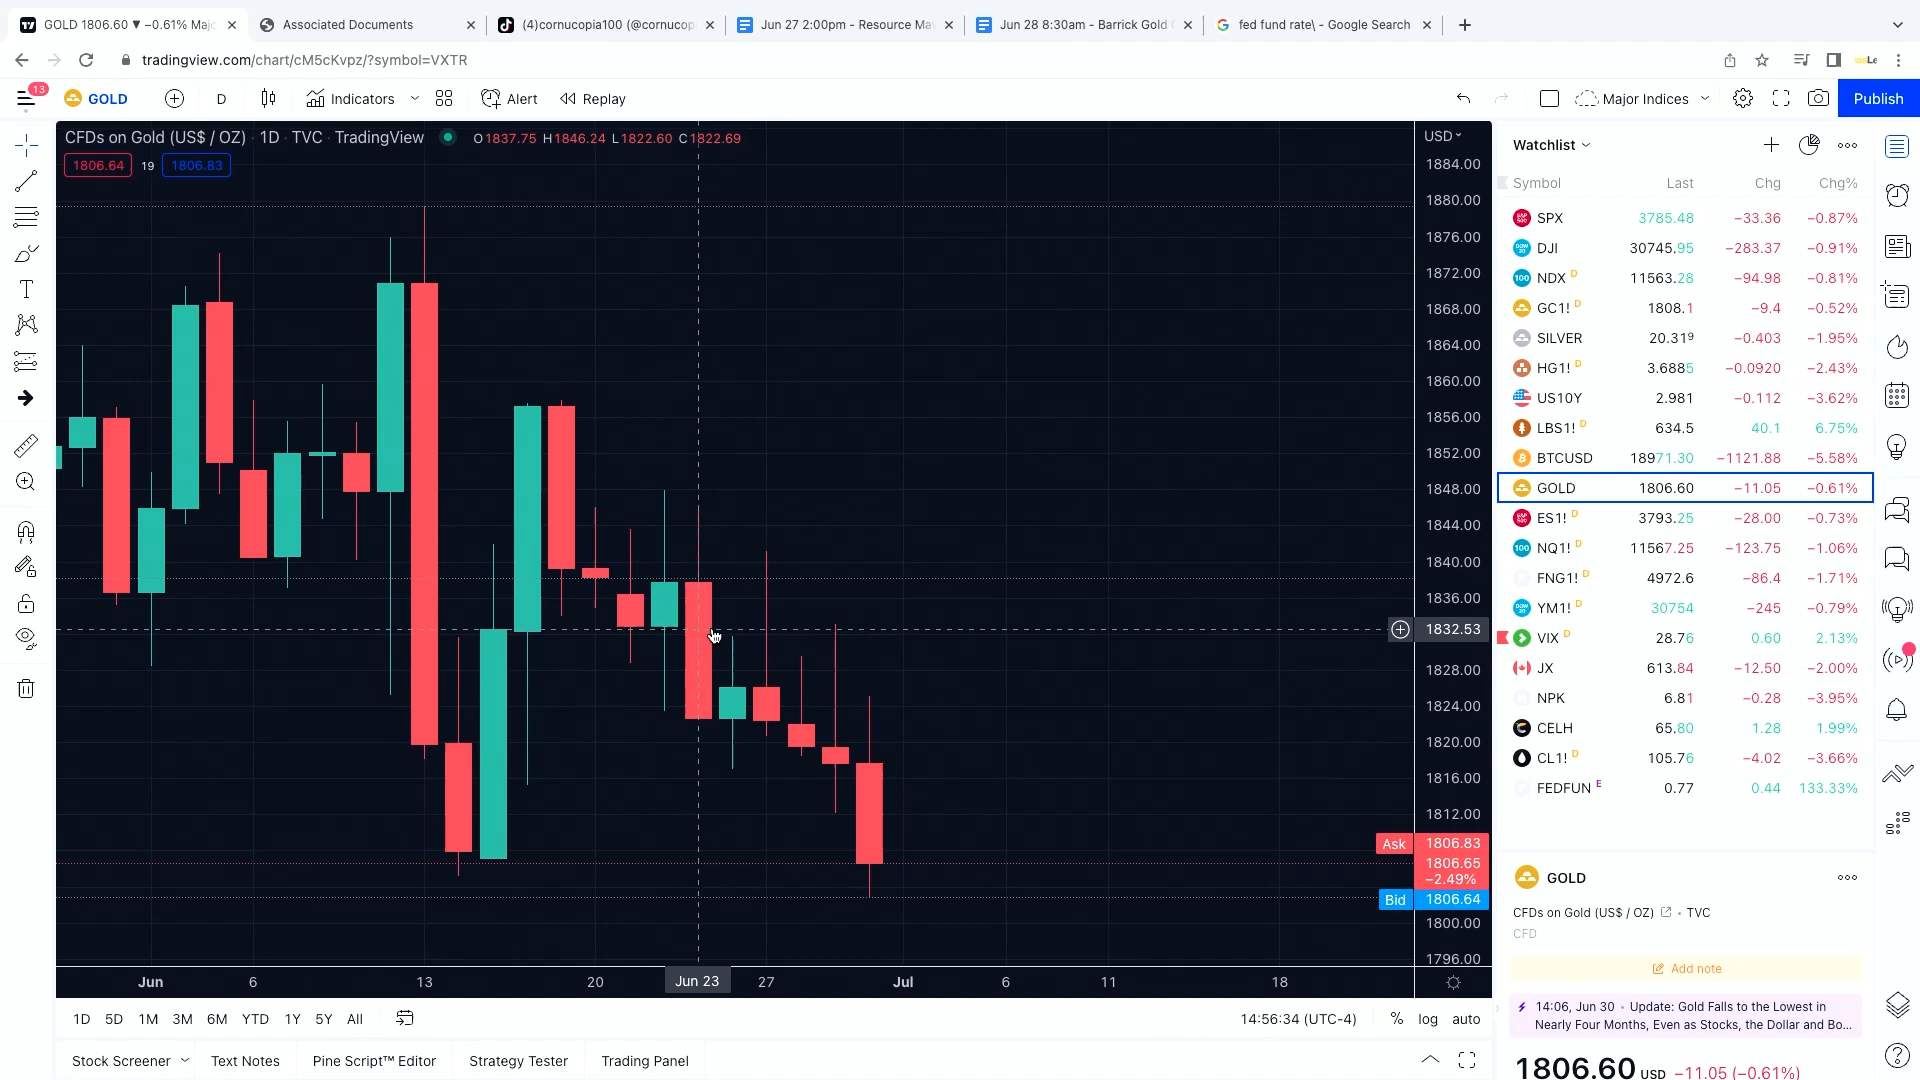 GOLD 1806.60 ▼ −0.61% Majo
Associated Documents
(4)cornucopia100 (@cornucop
Jun 27 2:00pm - Resource Ma
Jun 28 8:30am - Barrick Gold
fed fund rate\ - Google Search
tradingview.com/chart/cM5cKvpz/?symbol=VXTR
13
GOLD
D
Indicators
Alert
Replay
Major Indices
Publish
CFDs on Gold (US$ / OZ) · 1D · TVC · TradingView
O1837.75 H1846.24 L1822.60 C1822.69
1806.64 19 1806.83
USD
1884.00
1880.00
1876.00
1872.00
1868.00
1864.00
1860.00
1856.00
1852.00
1848.00
1844.00
1840.00
1836.00
1832.53
1828.00
1824.00
1820.00
1816.00
1812.00
Ask 1806.83
1806.65
−2.49%
Bid 1806.64
1800.00
1796.00
Jun 6 13 20 Jun 23 27 Jul 6 11 18
1D 5D 1M 3M 6M YTD 1Y 5Y All
14:56:34 (UTC-4) % log auto
Stock Screener Text Notes Pine Script™ Editor Strategy Tester Trading Panel
Watchlist
Symbol Last Chg Chg%
SPX 3785.48 −33.36 −0.87%
DJI 30745.95 −283.37 −0.91%
NDX D 11563.28 −94.98 −0.81%
GC1! D 1808.1 −9.4 −0.52%
SILVER 20.319 −0.403 −1.95%
HG1! D 3.6885 −0.0920 −2.43%
US10Y 2.981 −0.112 −3.62%
LBS1! D 634.5 40.1 6.75%
BTCUSD 18971.30 −1121.88 −5.58%
GOLD 1806.60 −11.05 −0.61%
ES1! D 3793.25 −28.00 −0.73%
NQ1! D 11567.25 −123.75 −1.06%
FNG1! D 4972.6 −86.4 −1.71%
YM1! D 30754 −245 −0.79%
VIX D 28.76 0.60 2.13%
JX 613.84 −12.50 −2.00%
NPK 6.81 −0.28 −3.95%
CELH 65.80 1.28 1.99%
CL1! D 105.76 −4.02 −3.66%
FEDFUN E 0.77 0.44 133.33%
GOLD
CFDs on Gold (US$ / OZ) • TVC
CFD
Add note
14:06, Jun 30 • Update: Gold Falls to the Lowest in
Nearly Four Months, Even as Stocks, the Dollar and Bo...
1806.60 USD −11.05 (−0.61%)